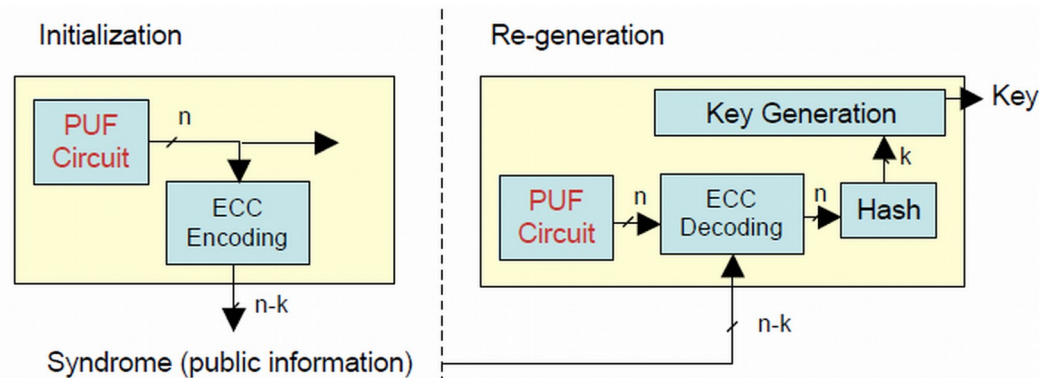 Initialization
PUF
Circuit
n
ECC
Encoding
n-k
Syndrome (public information)
Re-generation
Key Generation
Key
k
PUF
Circuit
n
ECC
Decoding
n
Hash
n-k